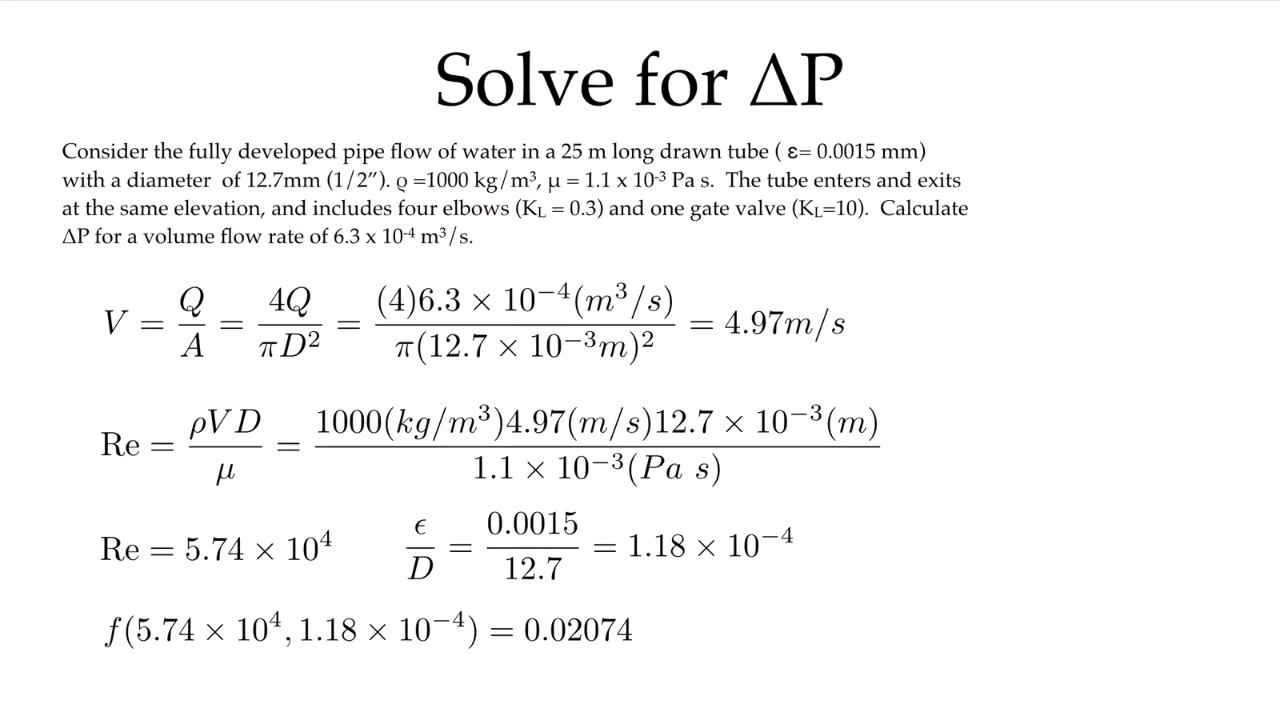 Solve for ΔP
Consider the fully developed pipe flow of water in a 25 m long drawn tube ( ε= 0.0015 mm)
with a diameter of 12.7mm (1/2″). ϱ =1000 kg/m³, μ = 1.1 x 10⁻³ Pa s. The tube enters and exits
at the same elevation, and includes four elbows (K_L = 0.3) and one gate valve (K_L=10). Calculate
ΔP for a volume flow rate of 6.3 x 10⁻⁴ m³/s.
V = Q/A = 4Q/πD² = (4)6.3 × 10⁻⁴(m³/s)/π(12.7 × 10⁻³m)² = 4.97m/s
Re = ρVD/μ = 1000(kg/m³)4.97(m/s)12.7 × 10⁻³(m)/1.1 × 10⁻³(Pa s)
Re = 5.74 × 10⁴ ϵ/D = 0.0015/12.7 = 1.18 × 10⁻⁴
f(5.74 × 10⁴, 1.18 × 10⁻⁴) = 0.02074